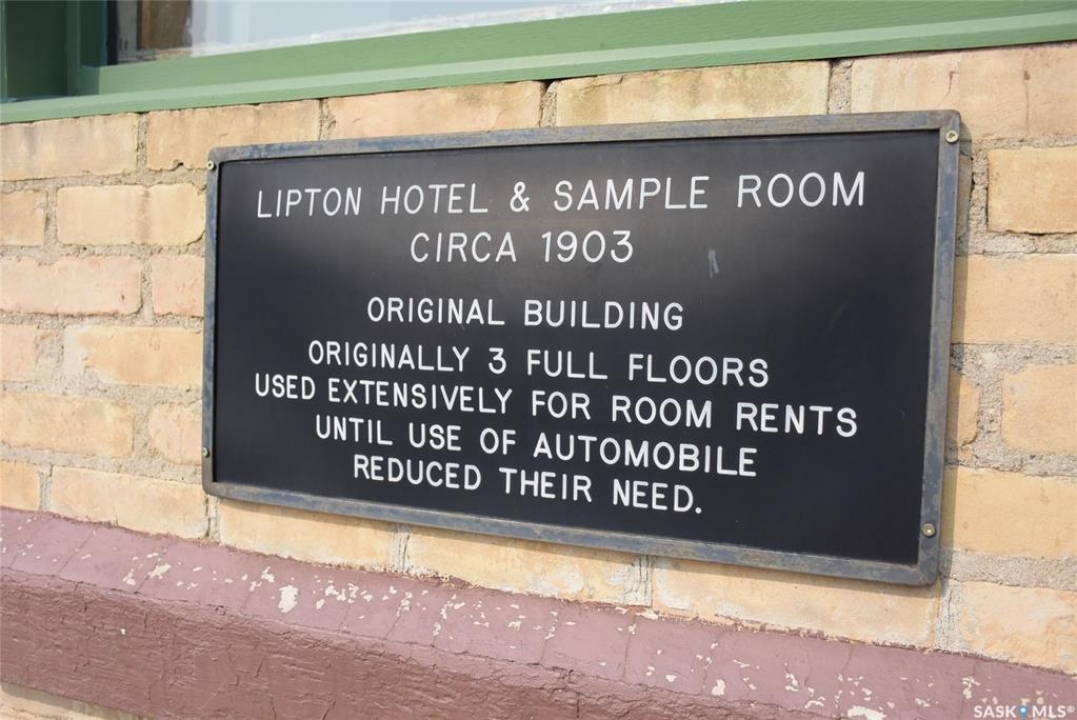 LIPTON HOTEL & SAMPLE ROOM
CIRCA 1903
ORIGINAL BUILDING
ORIGINALLY 3 FULL FLOORS
USED EXTENSIVELY FOR ROOM RENTS
UNTIL USE OF AUTOMOBILE
REDUCED THEIR NEED.
SASK MLS®